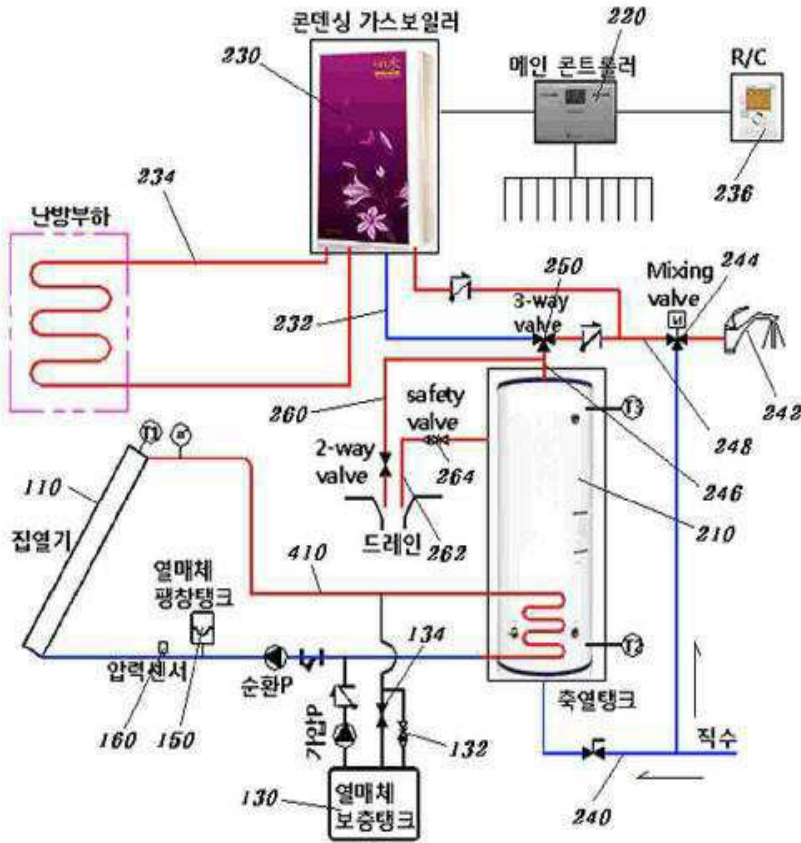 콘덴싱 가스보일러
220
230
메인 콘트롤러
R/C
236
234
난방부하
250
Mixing
valve
244
3-way
valve
232
242
260
safety
valve
T3
T1
2-way
valve
264
248
246
110
210
집열기
드레인
262
410
열매체
팽창탱크
134
T2
압력센서
순환P
축열탱크
160
150
가압P
132
직수
130
열매체
보충탱크
240